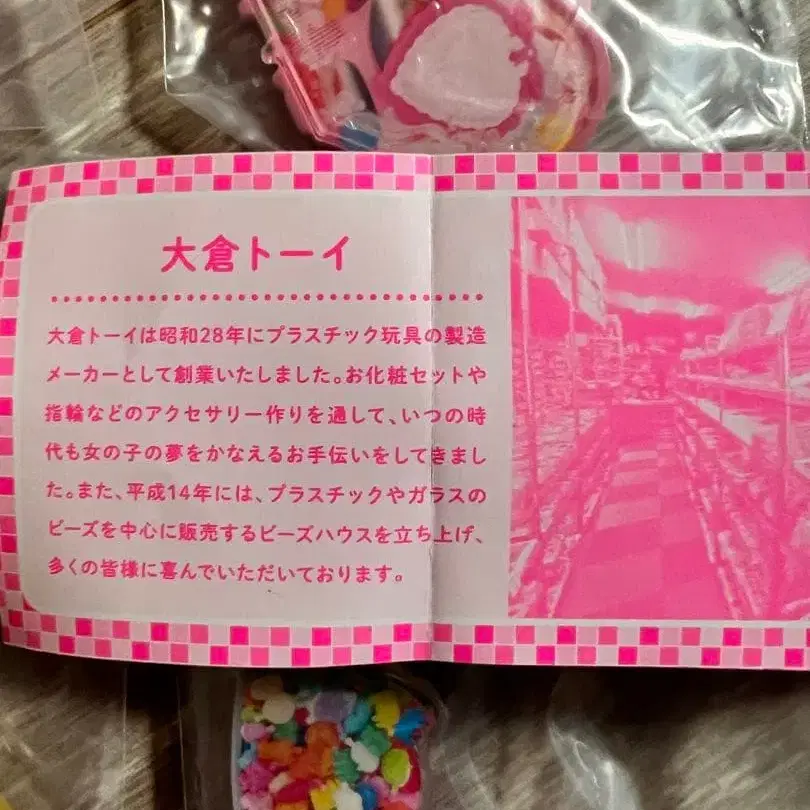 大倉トーイ
大倉トーイは昭和28年にプラスチック玩具の製造
メーカーとして創業いたしました。お化粧セットや
指輪などのアクセサリー作りを通して、いつの時
代も女の子の夢をかなえるお手伝いをしてきまし
た。また、平成14年には、プラスチックやガラスの
ビーズを中心に販売するビーズハウスを立ち上げ、
多くの皆様に喜んでいただいております。